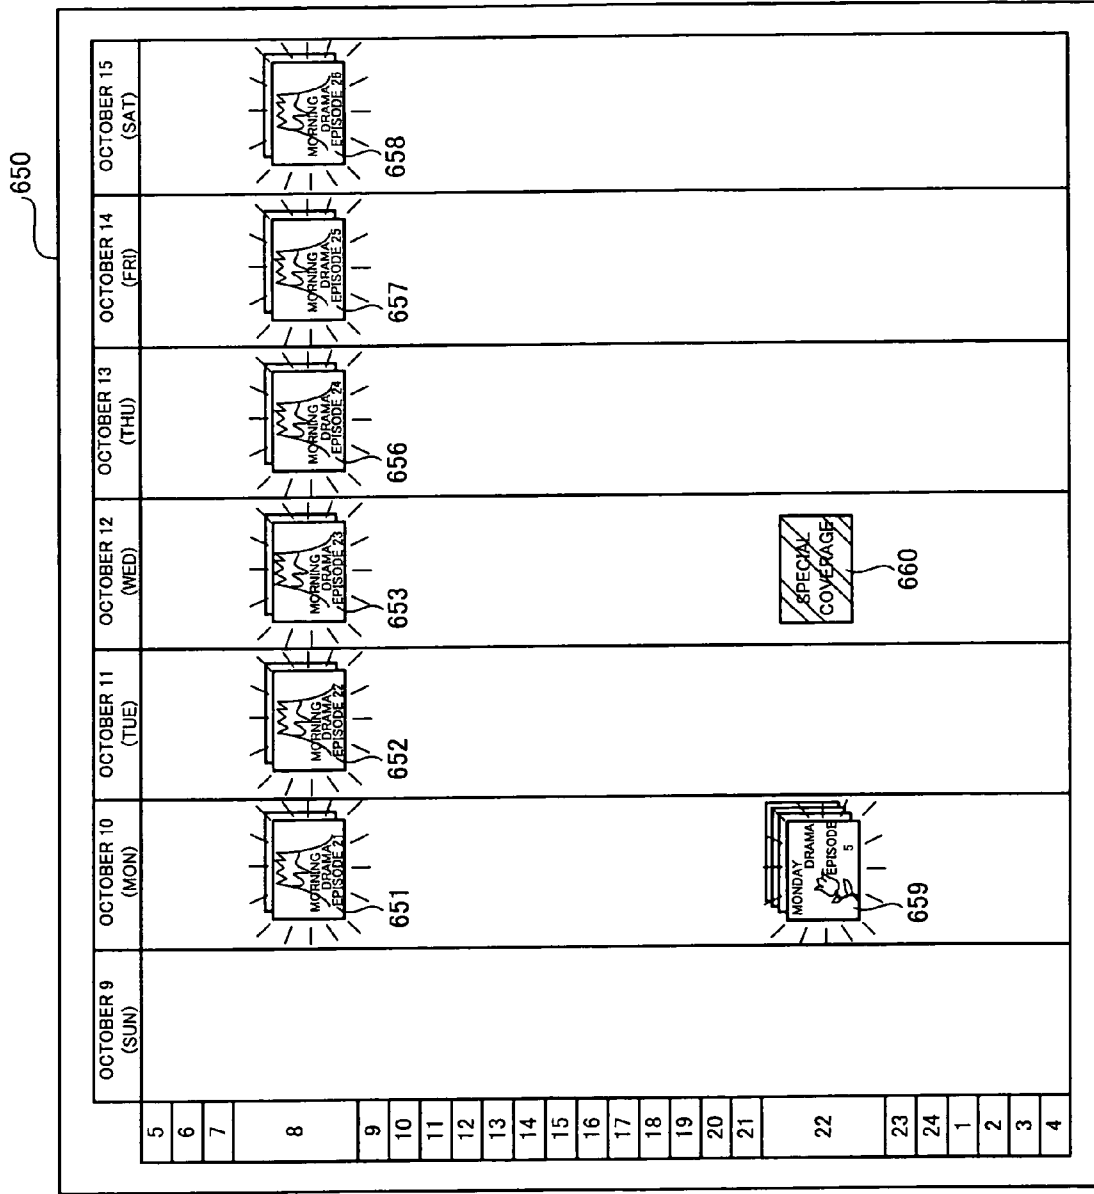 650
OCTOBER 9
(SUN)
OCTOBER 10
(MON)
OCTOBER 11
(TUE)
OCTOBER 12
(WED)
OCTOBER 13
(THU)
OCTOBER 14
(FRI)
OCTOBER 15
(SAT)
5
6
7
8
MORNING
DRAMA
EPISODE 21
651
MORNING
DRAMA
EPISODE 22
652
MORNING
DRAMA
EPISODE 23
653
MORNING
DRAMA
EPISODE 24
656
MORNING
DRAMA
EPISODE 25
657
MORNING
DRAMA
EPISODE 26
658
9
10
11
12
13
14
15
16
17
18
19
20
21
22
MONDAY
DRAMA
EPISODE
5
659
SPECIAL
COVERAGE
660
23
24
1
2
3
4